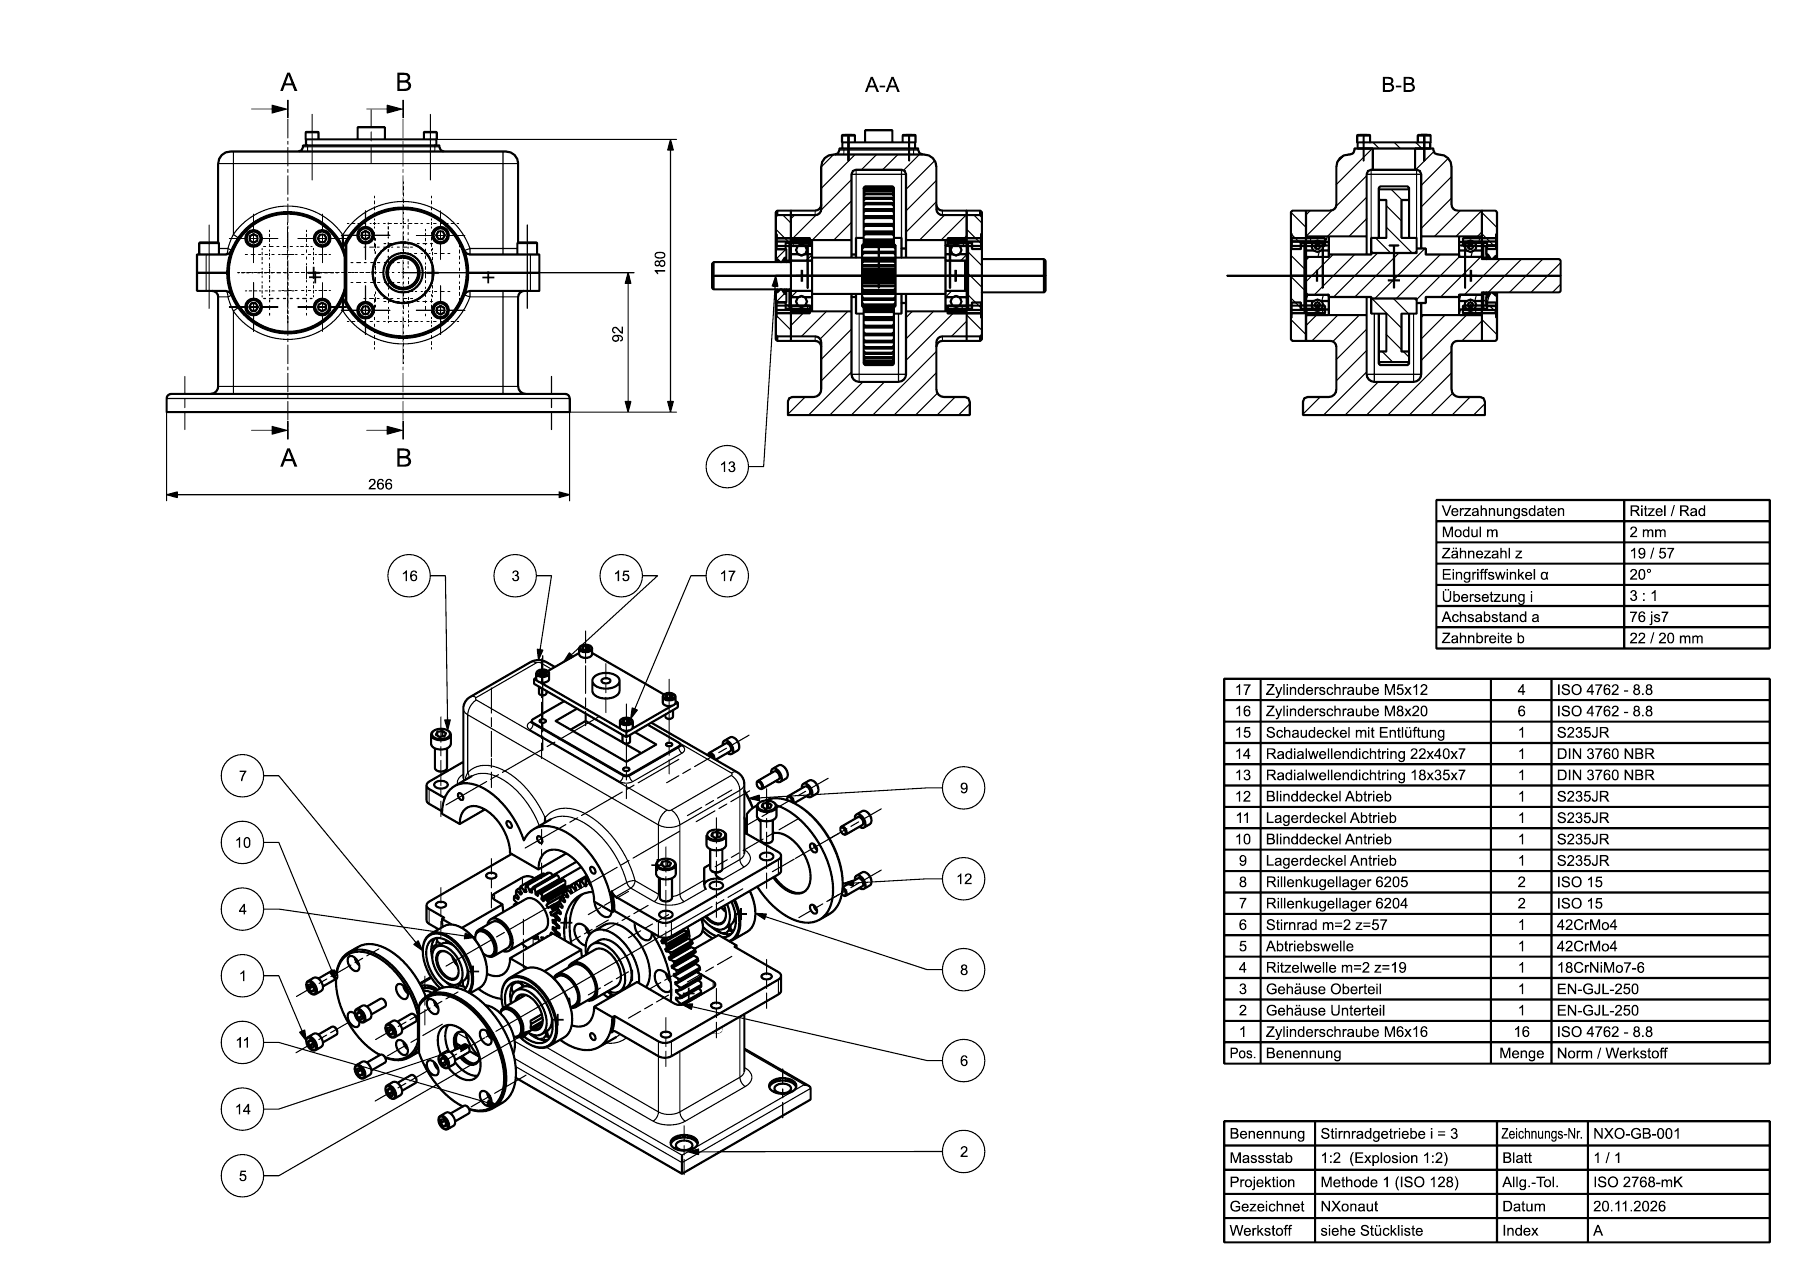 A B
A-A
B-B
180
92
A B
266
13
16 3 15 17
7
10
4
1
11
14
5
9
12
8
6
2
Verzahnungsdaten Ritzel / Rad
Modul m 2 mm
Zähnezahl z 19 / 57
Eingriffswinkel α 20°
Übersetzung i 3 : 1
Achsabstand a 76 js7
Zahnbreite b 22 / 20 mm
17 Zylinderschraube M5x12 4 ISO 4762 - 8.8
16 Zylinderschraube M8x20 6 ISO 4762 - 8.8
15 Schaudeckel mit Entlüftung 1 S235JR
14 Radialwellendichtring 22x40x7 1 DIN 3760 NBR
13 Radialwellendichtring 18x35x7 1 DIN 3760 NBR
12 Blinddeckel Abtrieb 1 S235JR
11 Lagerdeckel Abtrieb 1 S235JR
10 Blinddeckel Antrieb 1 S235JR
9 Lagerdeckel Antrieb 1 S235JR
8 Rillenkugellager 6205 2 ISO 15
7 Rillenkugellager 6204 2 ISO 15
6 Stirnrad m=2 z=57 1 42CrMo4
5 Abtriebswelle 1 42CrMo4
4 Ritzelwelle m=2 z=19 1 18CrNiMo7-6
3 Gehäuse Oberteil 1 EN-GJL-250
2 Gehäuse Unterteil 1 EN-GJL-250
1 Zylinderschraube M6x16 16 ISO 4762 - 8.8
Pos. Benennung Menge Norm / Werkstoff
Benennung Stirnradgetriebe i = 3 Zeichnungs-Nr. NXO-GB-001
Massstab 1:2 (Explosion 1:2) Blatt 1 / 1
Projektion Methode 1 (ISO 128) Allg.-Tol. ISO 2768-mK
Gezeichnet NXonaut Datum 20.11.2026
Werkstoff siehe Stückliste Index A